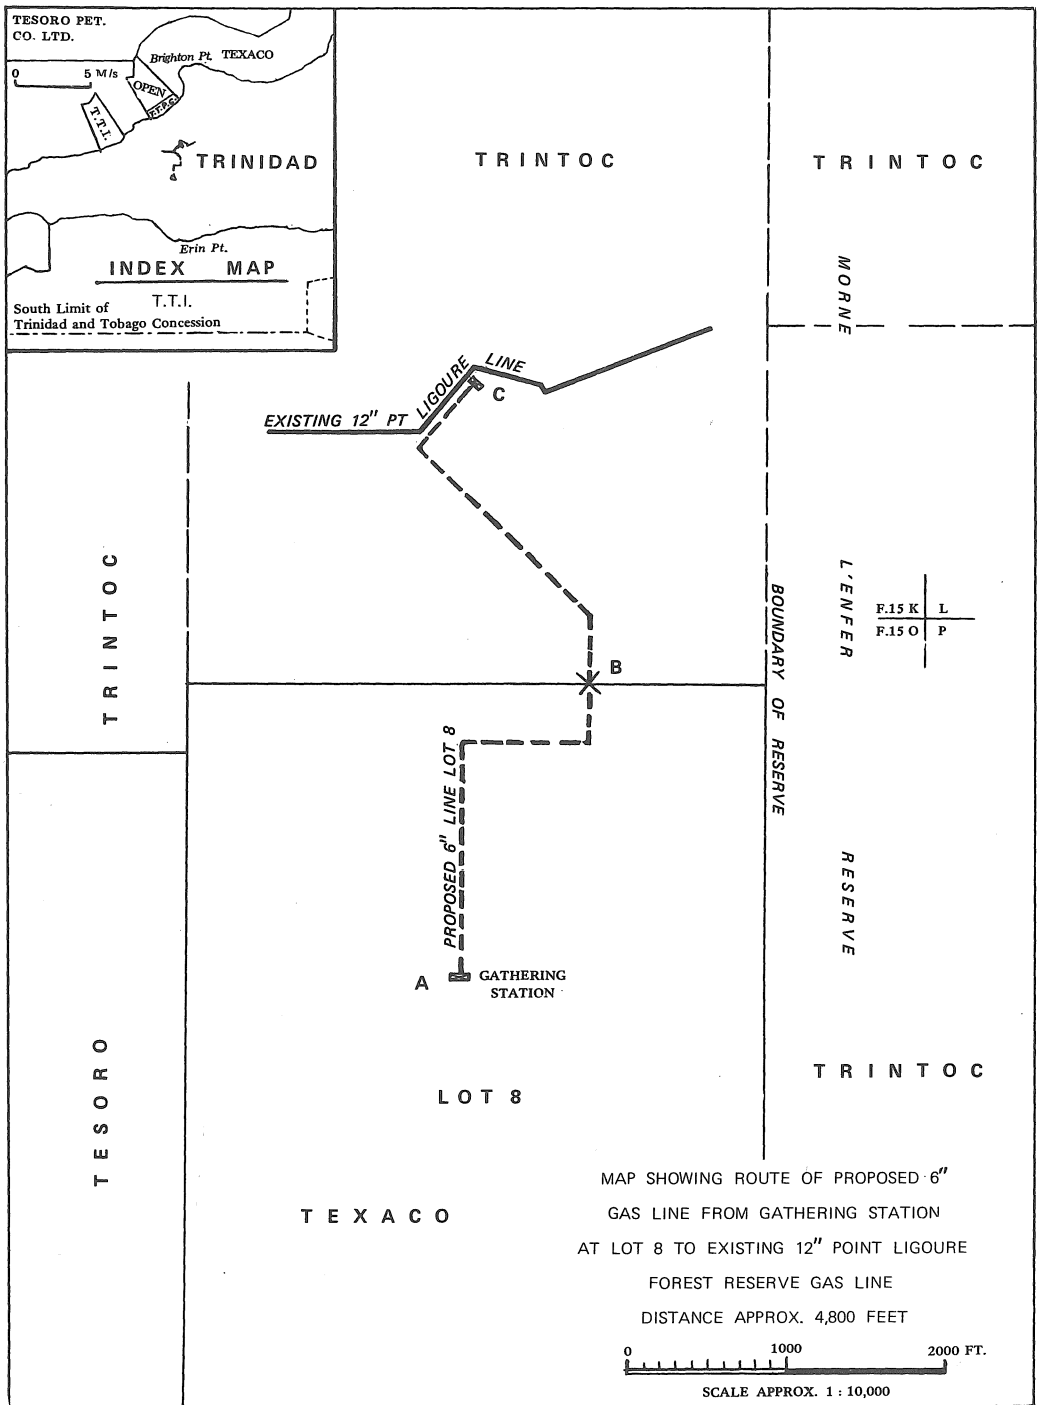 TESORO PET.
CO. LTD.
0 5 M/s
Brighton Pt.
TEXACO
OPEN
T.T.I.
TRINIDAD
Erin Pt.
INDEX MAP
T.T.I.
South Limit of
Trinidad and Tobago Concession
TRINTOC
TRINTOC
MORNE
L'ENFER
RESERVE
EXISTING 12" PT LIGOURE LINE
C
TRINTOC
BOUNDARY OF RESERVE
F.15 K L
F.15 O P
B
PROPOSED 6" LINE LOT 8
A
GATHERING
STATION
TESORO
LOT 8
TRINTOC
TEXACO
MAP SHOWING ROUTE OF PROPOSED 6"
GAS LINE FROM GATHERING STATION
AT LOT 8 TO EXISTING 12" POINT LIGOURE
FOREST RESERVE GAS LINE
DISTANCE APPROX. 4,800 FEET
0 1000 2000 FT.
SCALE APPROX. 1 : 10,000